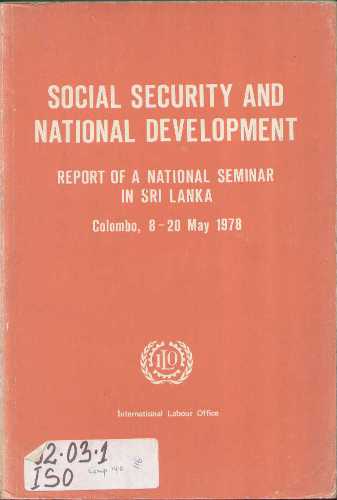 SOCIAL SECURITY AND
NATIONAL DEVELOPMENT
REPORT OF A NATIONAL SEMINAR
IN SRI LANKA
Colombo, 8-20 May 1978
ILO
International Labour Office
2.03.1
ISO